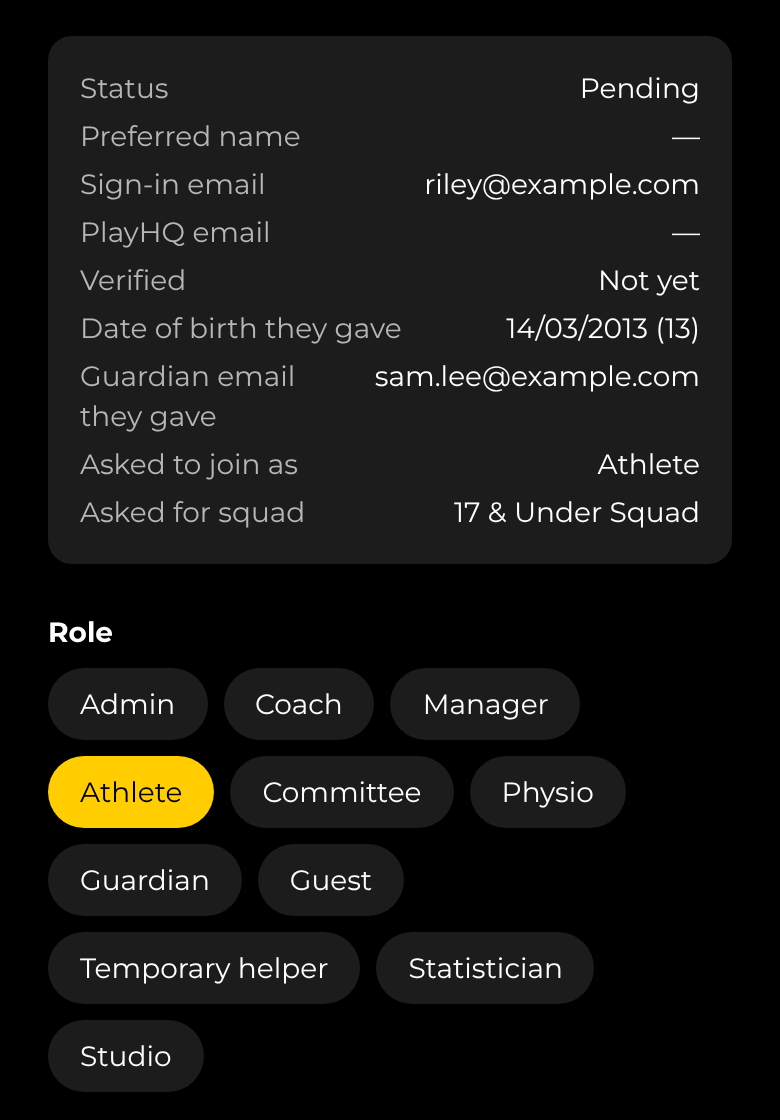 Status Pending
Preferred name —
Sign-in email riley@example.com
PlayHQ email —
Verified Not yet
Date of birth they gave 14/03/2013 (13)
Guardian email sam.lee@example.com
they gave
Asked to join as Athlete
Asked for squad 17 & Under Squad
Role
Admin Coach Manager
Athlete Committee Physio
Guardian Guest
Temporary helper Statistician
Studio